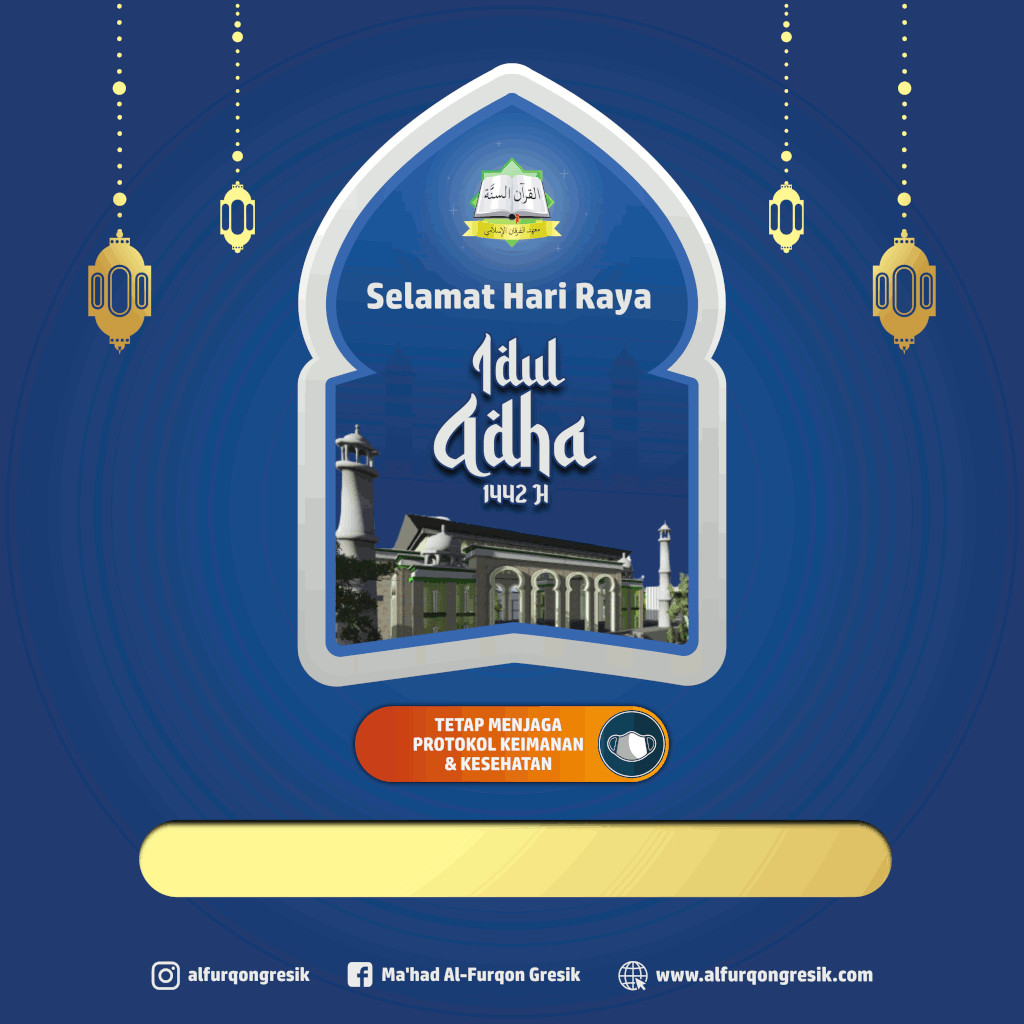 القرآن السنَّة
معهد الفرقان الإسلامي
Selamat Hari Raya
Idul
Adha
1442 H
TETAP MENJAGA
PROTOKOL KEIMANAN
& KESEHATAN
alfurqongresik
Ma'had Al-Furqon Gresik
www.alfurqongresik.com